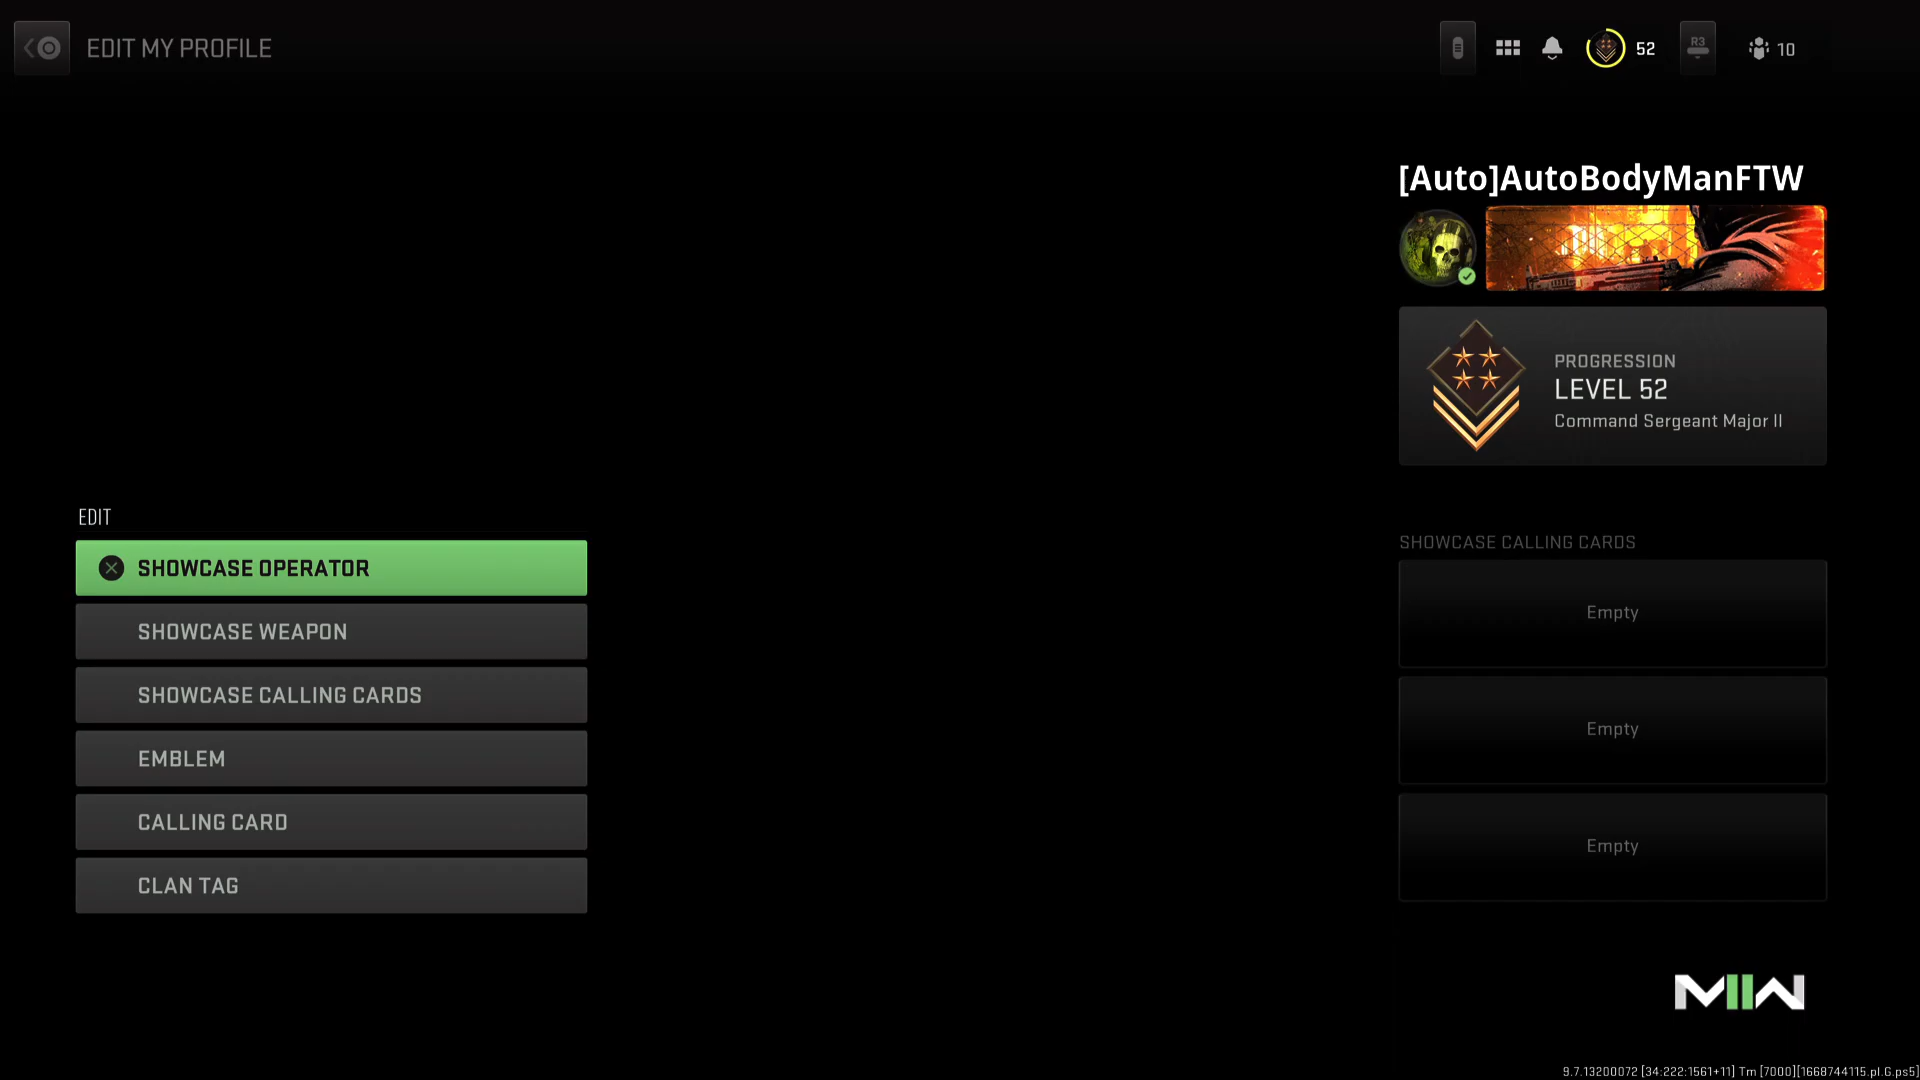 EDIT MY PROFILE
52
R3
10
[Auto]AutoBodyManFTW
PROGRESSION
LEVEL 52
Command Sergeant Major II
EDIT
SHOWCASE OPERATOR
SHOWCASE WEAPON
SHOWCASE CALLING CARDS
EMBLEM
CALLING CARD
CLAN TAG
SHOWCASE CALLING CARDS
Empty
Empty
Empty
MIIW
9.7.13200072 [34:222:1561+11] Tm [7000][1668744115.pl.G.ps5]